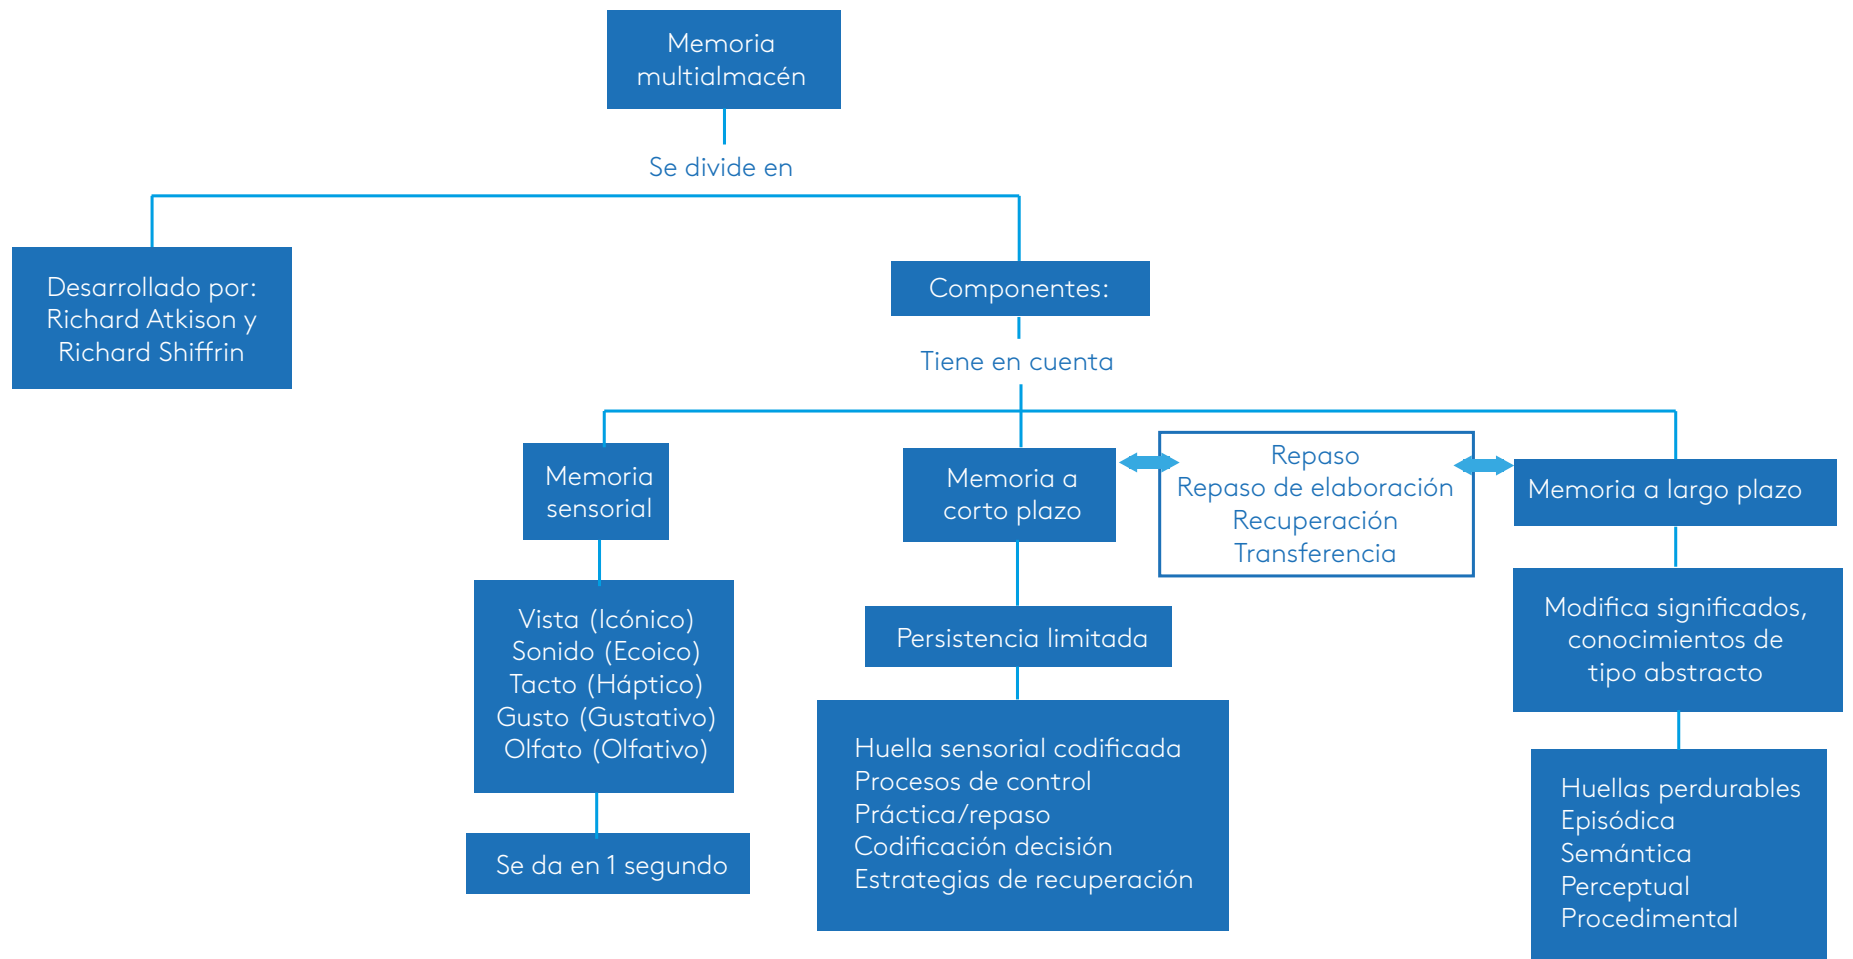 Memoria
multialmacén
Se divide en
Desarrollado por:
Richard Atkison y
Richard Shiffrin
Componentes:
Tiene en cuenta
Memoria
sensorial
Vista (Icónico)
Sonido (Ecoico)
Tacto (Háptico)
Gusto (Gustativo)
Olfato (Olfativo)
Se da en 1 segundo
Memoria a
corto plazo
Persistencia limitada
Huella sensorial codificada
Procesos de control
Práctica/repaso
Codificación decisión
Estrategias de recuperación
Repaso
Repaso de elaboración
Recuperación
Transferencia
Memoria a largo plazo
Modifica significados,
conocimientos de
tipo abstracto
Huellas perdurables
Episódica
Semántica
Perceptual
Procedimental